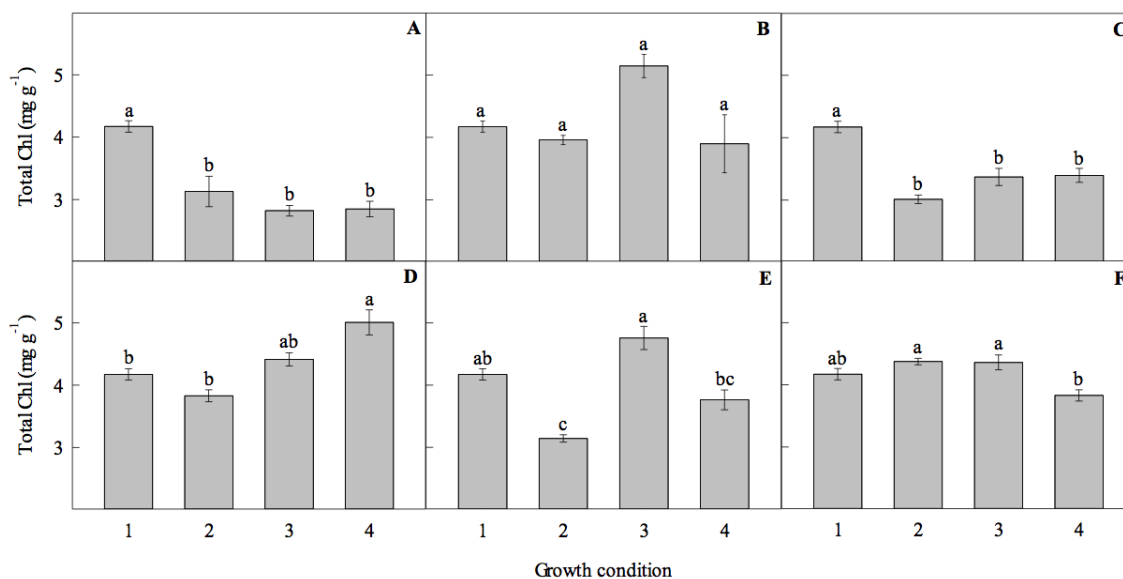 A B C
Total Chl (mg g⁻¹)
5
4
3
a b b b
a a a a
a b b b
D E F
Total Chl (mg g⁻¹)
5
4
3
b b ab a
ab c a bc
ab a a b
1 2 3 4 1 2 3 4 1 2 3 4
Growth condition